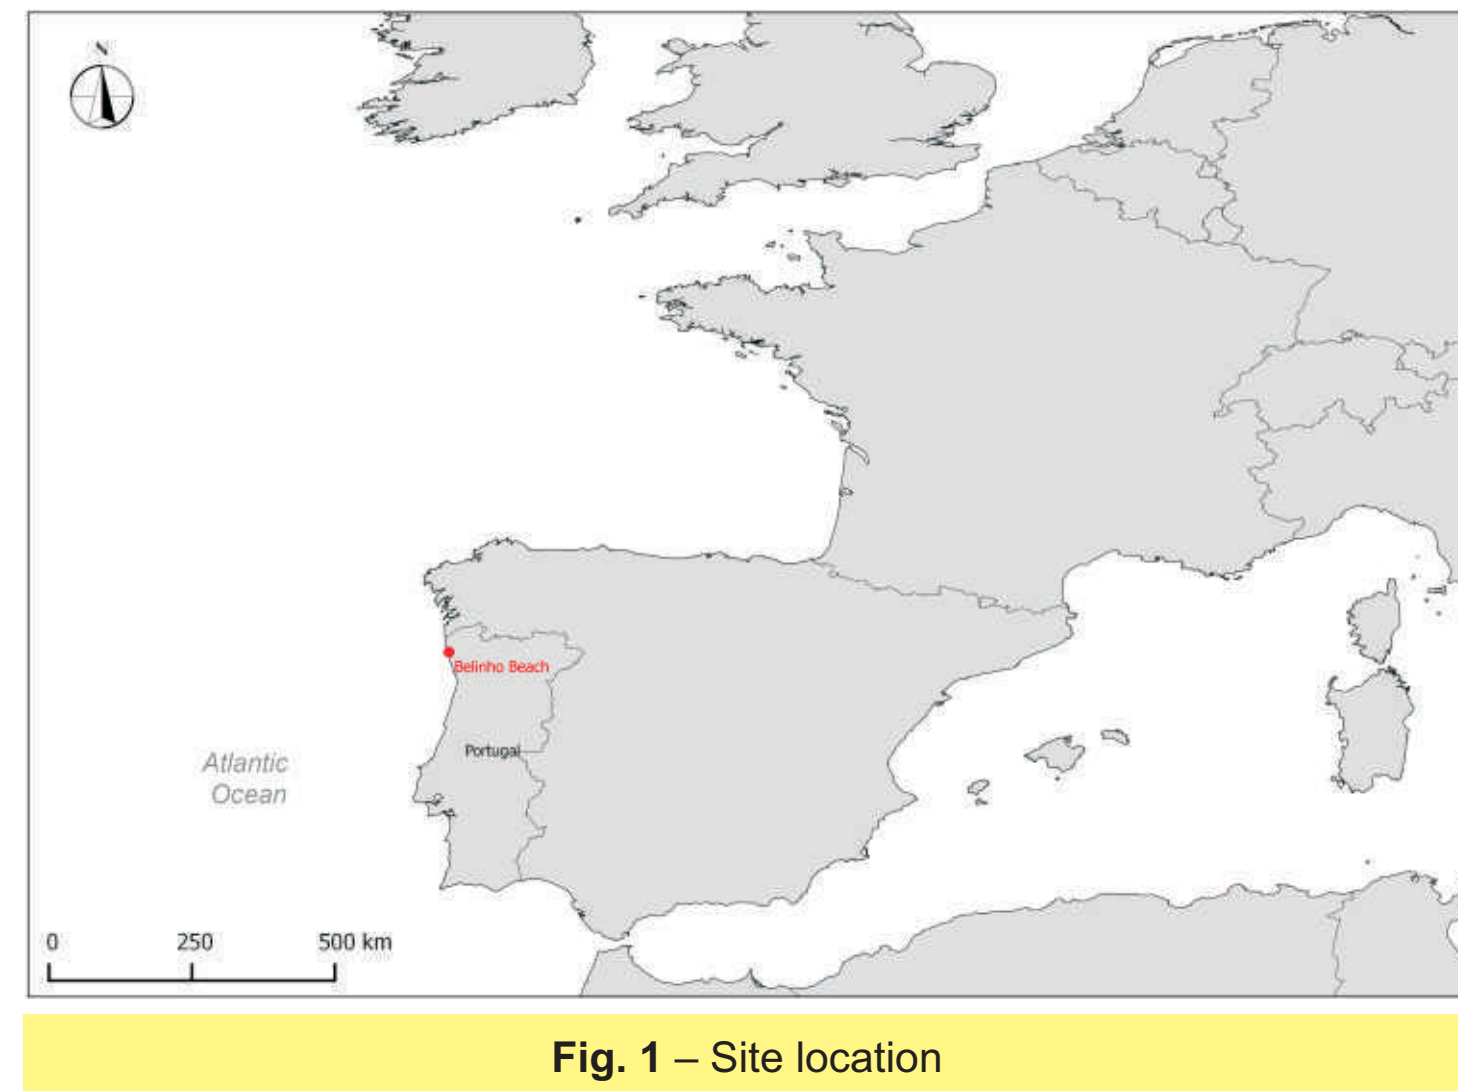 N
Belinho Beach
Portugal
Atlantic
Ocean
0 250 500 km
Fig. 1 – Site location